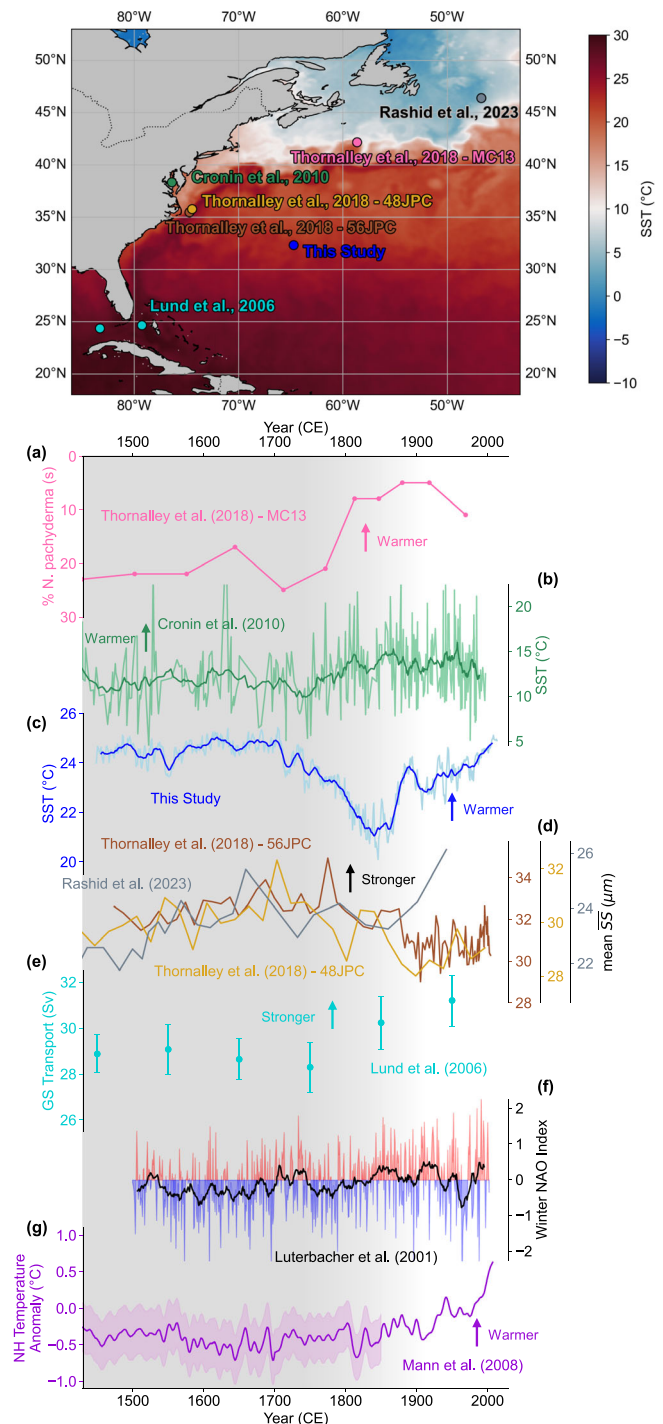 50°N
50°N
Rashid et al., 2023
45°N
45°N
Thornalley et al., 2018 - MC13
40°N
40°N
Cronin et al., 2010
Thornalley et al., 2018 - 48JPC
35°N
35°N
Thornalley et al., 2018 - 56JPC
This Study
30°N
30°N
Lund et al., 2006
25°N
25°N
20°N
20°N
80°W
70°W
60°W
50°W
30
25
20
15
10
5
0
−5
−10
SST (°C)
Year (CE)
1500
1600
1700
1800
1900
2000
(a)
0
10
20
30
% N. pachyderma (s)
Thornalley et al. (2018) - MC13
Warmer
(b)
20
15
10
5
SST (°C)
Warmer
Cronin et al. (2010)
(c)
26
24
22
20
SST (°C)
This Study
Warmer
(d)
Thornalley et al. (2018) - 56JPC
Rashid et al. (2023)
Stronger
Thornalley et al. (2018) - 48JPC
34
32
30
28
32
30
28
26
24
22
mean SS (µm)
(e)
32
30
28
26
GS Transport (Sv)
Stronger
Lund et al. (2006)
(f)
2
1
0
−1
−2
Winter NAO Index
Luterbacher et al. (2001)
(g)
1.0
0.5
0.0
−0.5
−1.0
NH Temperature
Anomaly (°C)
Warmer
Mann et al. (2008)
1500
1600
1700
1800
1900
2000
Year (CE)